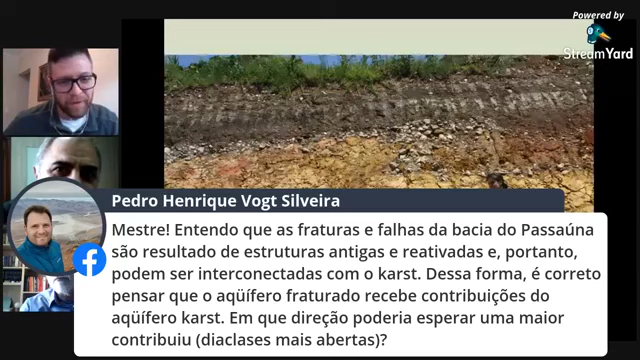 Powered by
StreamYard
Pedro Henrique Vogt Silveira
Mestre! Entendo que as fraturas e falhas da bacia do Passaúna
são resultado de estruturas antigas e reativadas e, portanto,
podem ser interconectadas com o karst. Dessa forma, é correto
pensar que o aqüífero fraturado recebe contribuições do
aqüífero karst. Em que direção poderia esperar uma maior
contribuiu (diaclases mais abertas)?